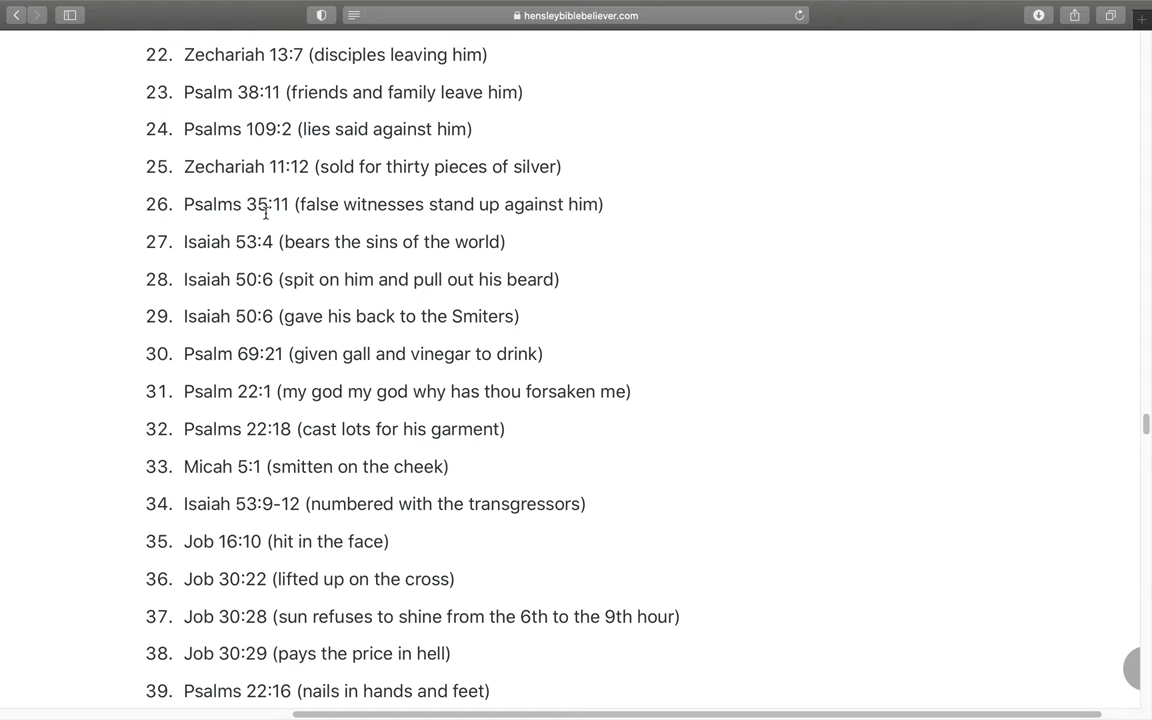 hensleybiblebeliever.com
22. Zechariah 13:7 (disciples leaving him)
23. Psalm 38:11 (friends and family leave him)
24. Psalms 109:2 (lies said against him)
25. Zechariah 11:12 (sold for thirty pieces of silver)
26. Psalms 35:11 (false witnesses stand up against him)
27. Isaiah 53:4 (bears the sins of the world)
28. Isaiah 50:6 (spit on him and pull out his beard)
29. Isaiah 50:6 (gave his back to the Smiters)
30. Psalm 69:21 (given gall and vinegar to drink)
31. Psalm 22:1 (my god my god why has thou forsaken me)
32. Psalms 22:18 (cast lots for his garment)
33. Micah 5:1 (smitten on the cheek)
34. Isaiah 53:9-12 (numbered with the transgressors)
35. Job 16:10 (hit in the face)
36. Job 30:22 (lifted up on the cross)
37. Job 30:28 (sun refuses to shine from the 6th to the 9th hour)
38. Job 30:29 (pays the price in hell)
39. Psalms 22:16 (nails in hands and feet)